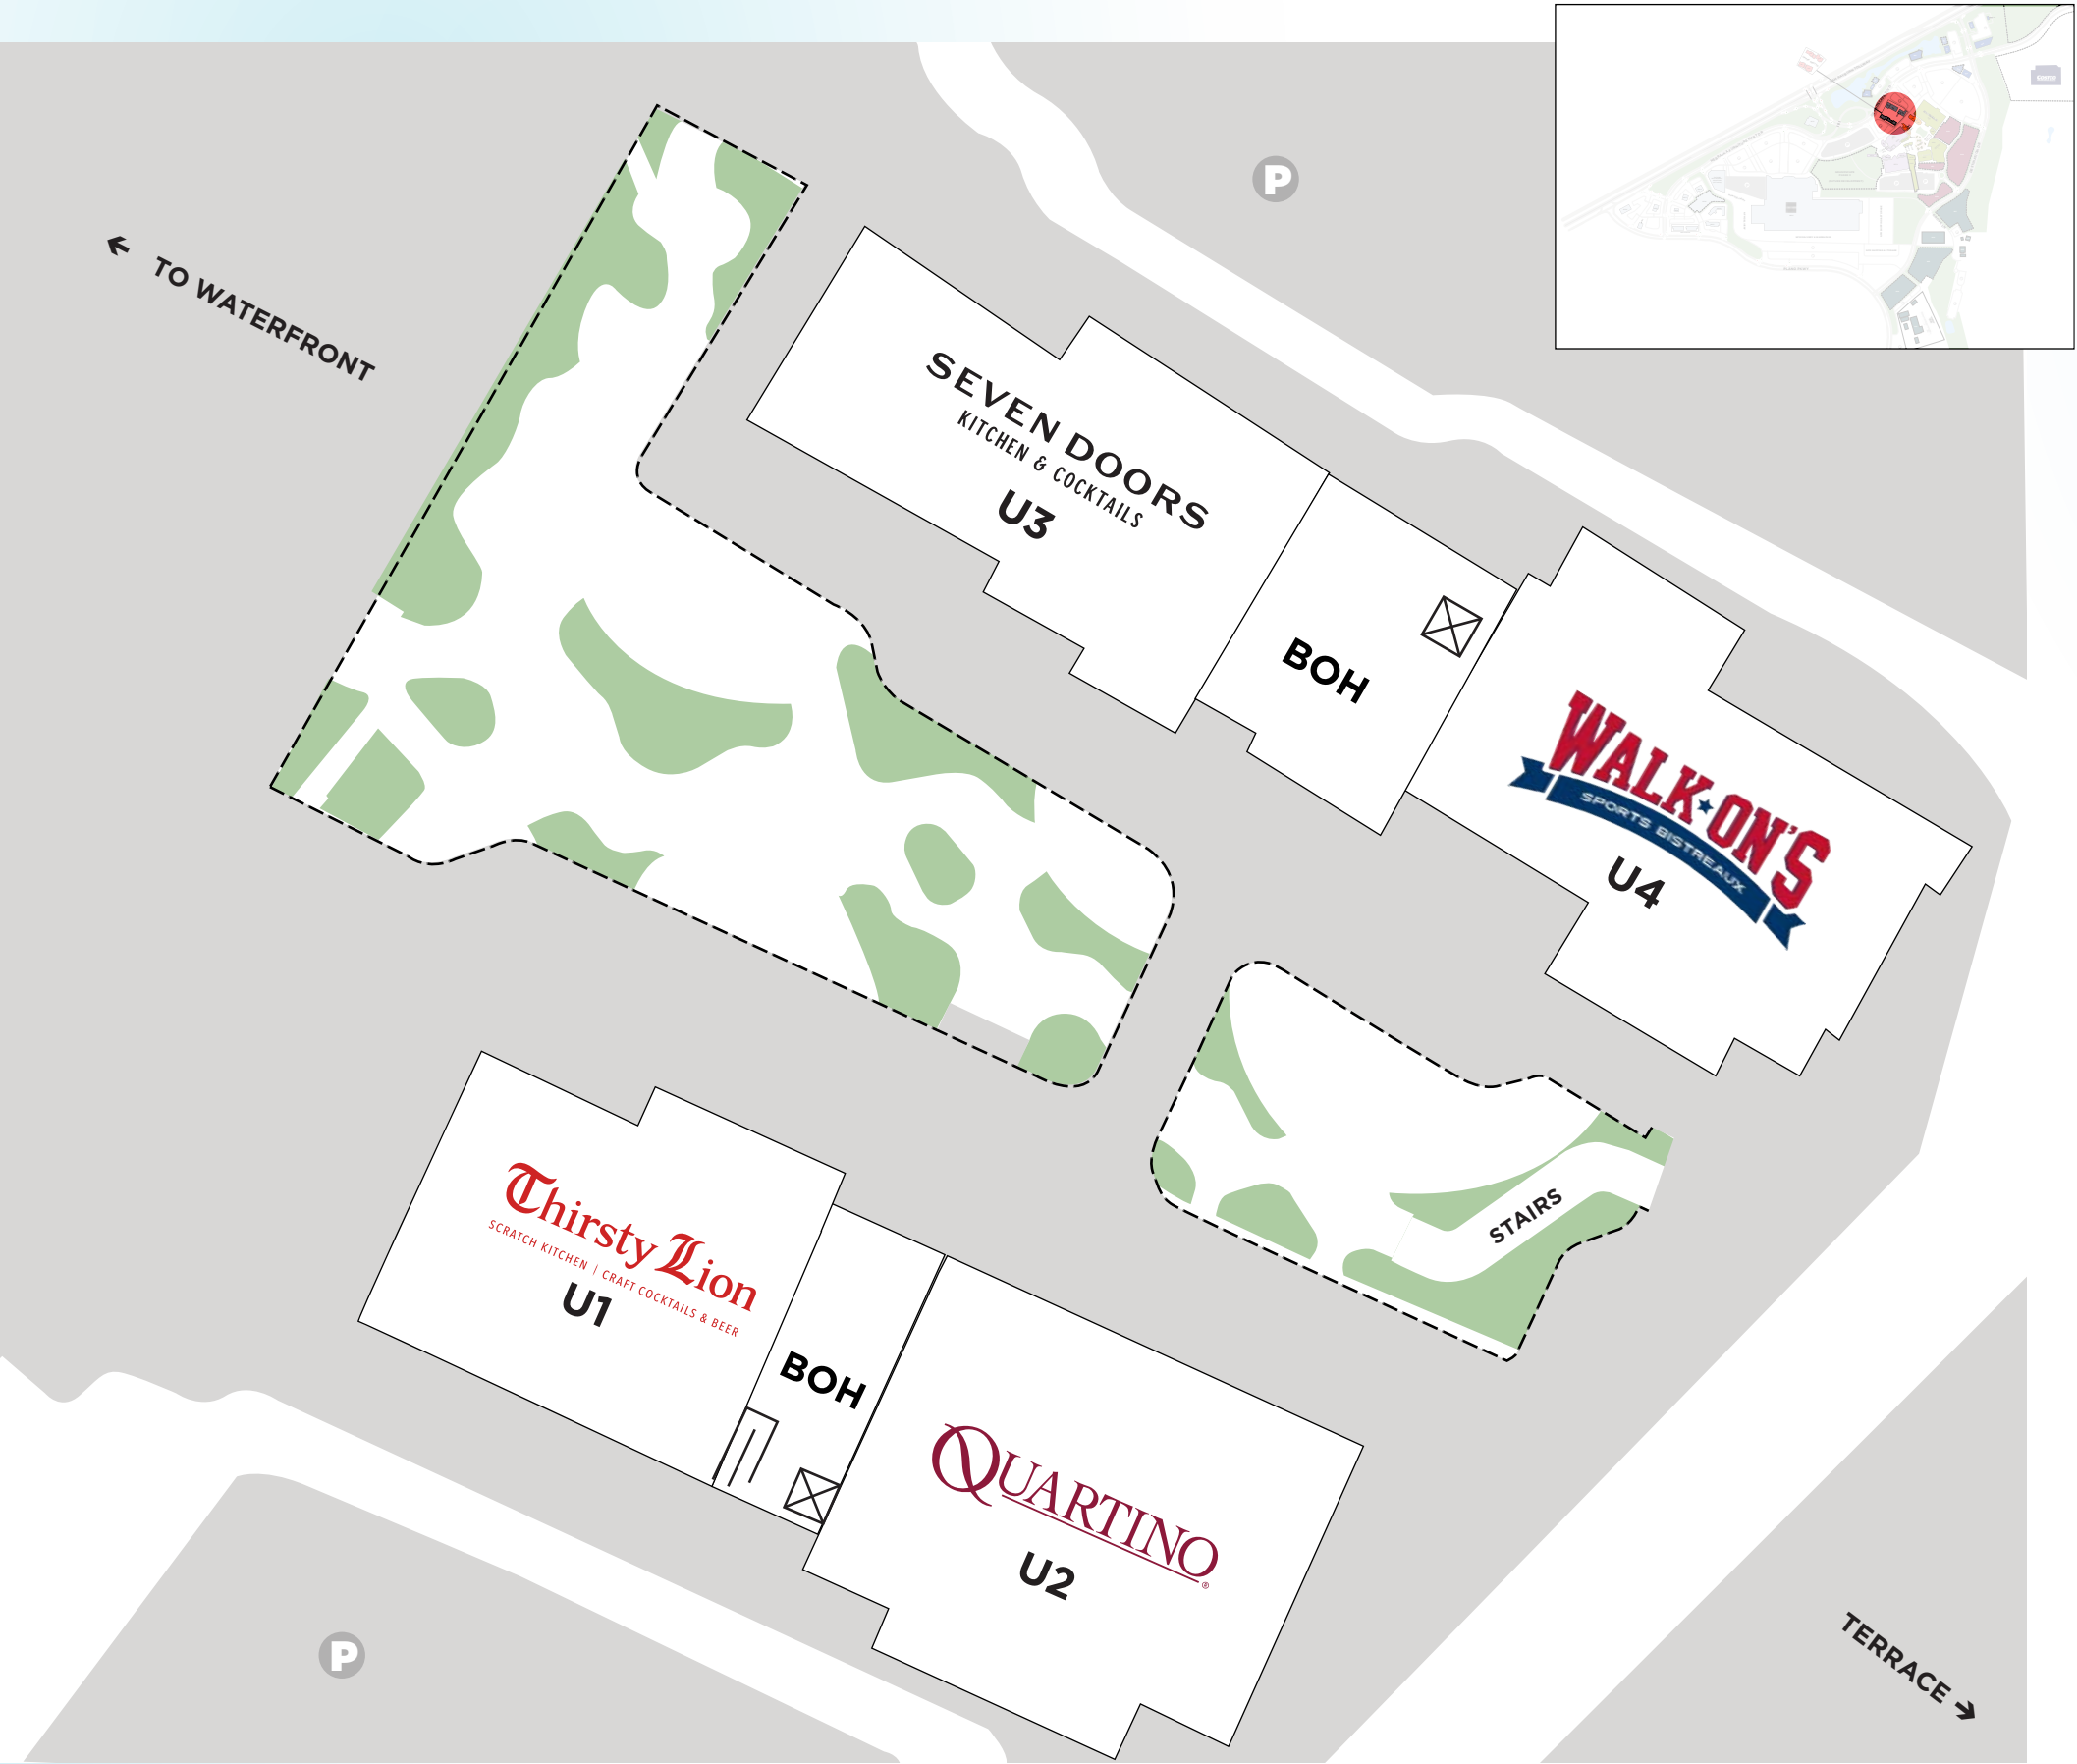 P
← TO WATERFRONT
SEVEN DOORS
KITCHEN & COCKTAILS
U3
BOH
WALK★ON'S
SPORTS BISTREAUX
U4
STAIRS
Thirsty Lion
SCRATCH KITCHEN | CRAFT COCKTAILS & BEER
U1
BOH
QUARTINO®
U2
P
TERRACE →